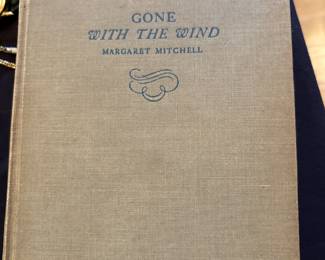 GONE
WITH THE WIND
MARGARET MITCHELL